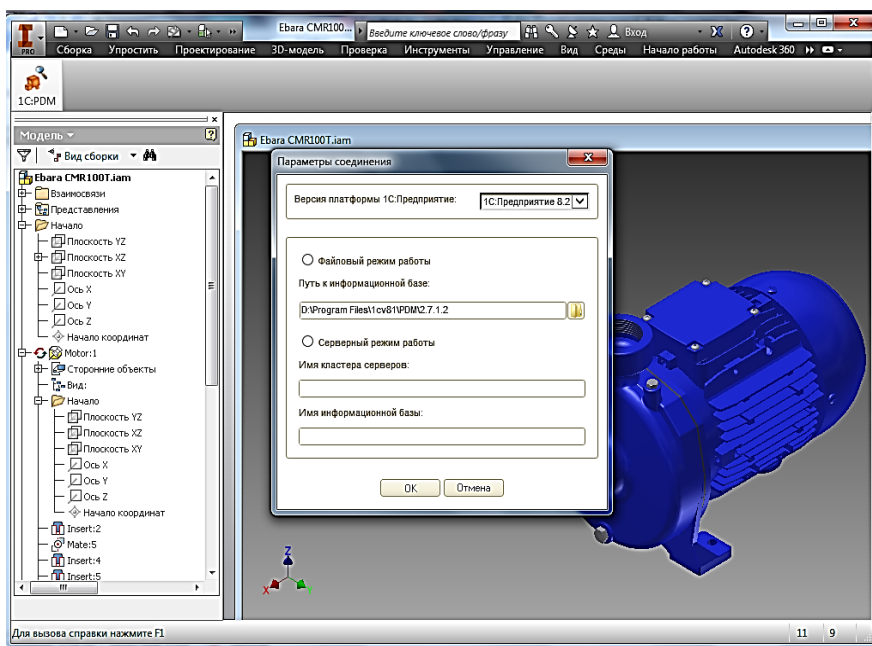 Ebara CMR100...
Введите ключевое слово/фразу
Вход
PRO
Сборка Упростить Проектирование 3D-модель Проверка Инструменты Управление Вид Среды Начало работы Autodesk 360
1C:PDM
Модель
Вид сборки
Ebara CMR100T.iam
Взаимосвязи
Представления
Начало
Плоскость YZ
Плоскость XZ
Плоскость XY
Ось X
Ось Y
Ось Z
Начало координат
Motor:1
Сторонние объекты
Вид:
Начало
Плоскость YZ
Плоскость XZ
Плоскость XY
Ось X
Ось Y
Ось Z
Начало координат
Insert:2
Mate:5
Insert:4
Insert:5
Ebara CMR100T.iam
Параметры соединения
Версия платформы 1С:Предприятие:
1С:Предприятие 8.2
Файловый режим работы
Путь к информационной базе:
D:\Program Files\1cv81\PDM\2.7.1.2
Серверный режим работы
Имя кластера серверов:
Имя информационной базы:
OK
Отмена
Z
X
Для вызова справки нажмите F1
11 9